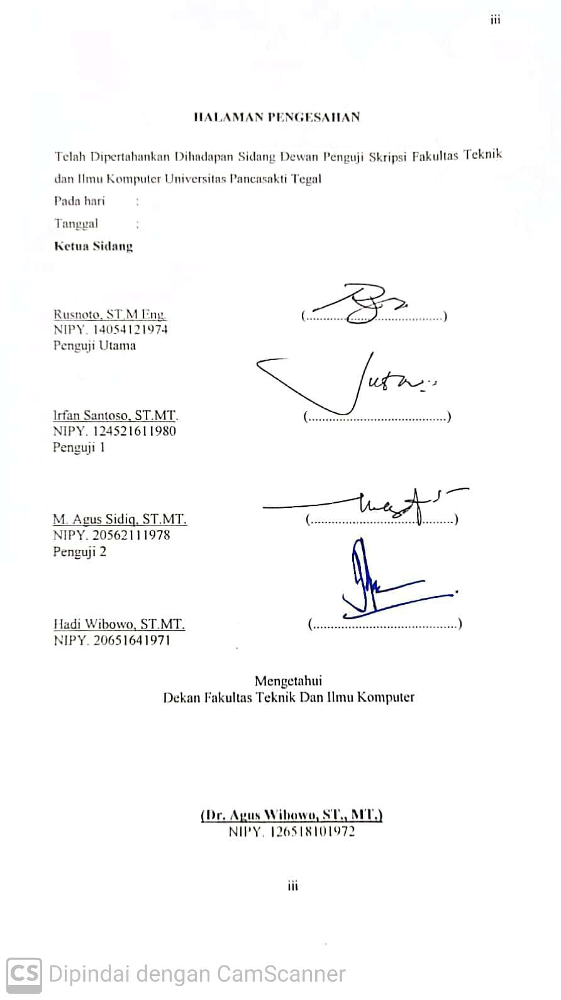 iii
HALAMAN PENGESAHAN
Telah Dipertahankan Dihadapan Sidang Dewan Penguji Skripsi Fakultas Teknik
dan Ilmu Komputer Universitas Pancasakti Tegal
Pada hari :
Tanggal :
Ketua Sidang
Rusnoto, ST.M Eng. (......................................)
NIPY. 14054121974
Penguji Utama
Irfan Santoso, ST.MT. (......................................)
NIPY. 124521611980
Penguji 1
M. Agus Sidiq, ST.MT. (........................................)
NIPY. 20562111978
Penguji 2
Hadi Wibowo, ST.MT. (........................................)
NIPY. 20651641971
Mengetahui
Dekan Fakultas Teknik Dan Ilmu Komputer
(Dr. Agus Wibowo, ST., MT.)
NIPY. 126518101972
iii
CS Dipindai dengan CamScanner